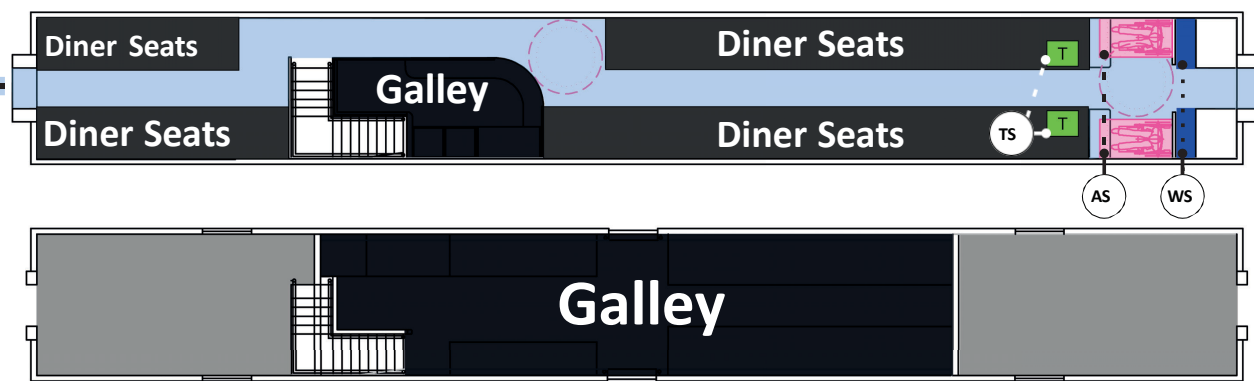 Diner Seats
Diner Seats
T
Galley
Diner Seats
Diner Seats
T
TS
AS
WS
Galley